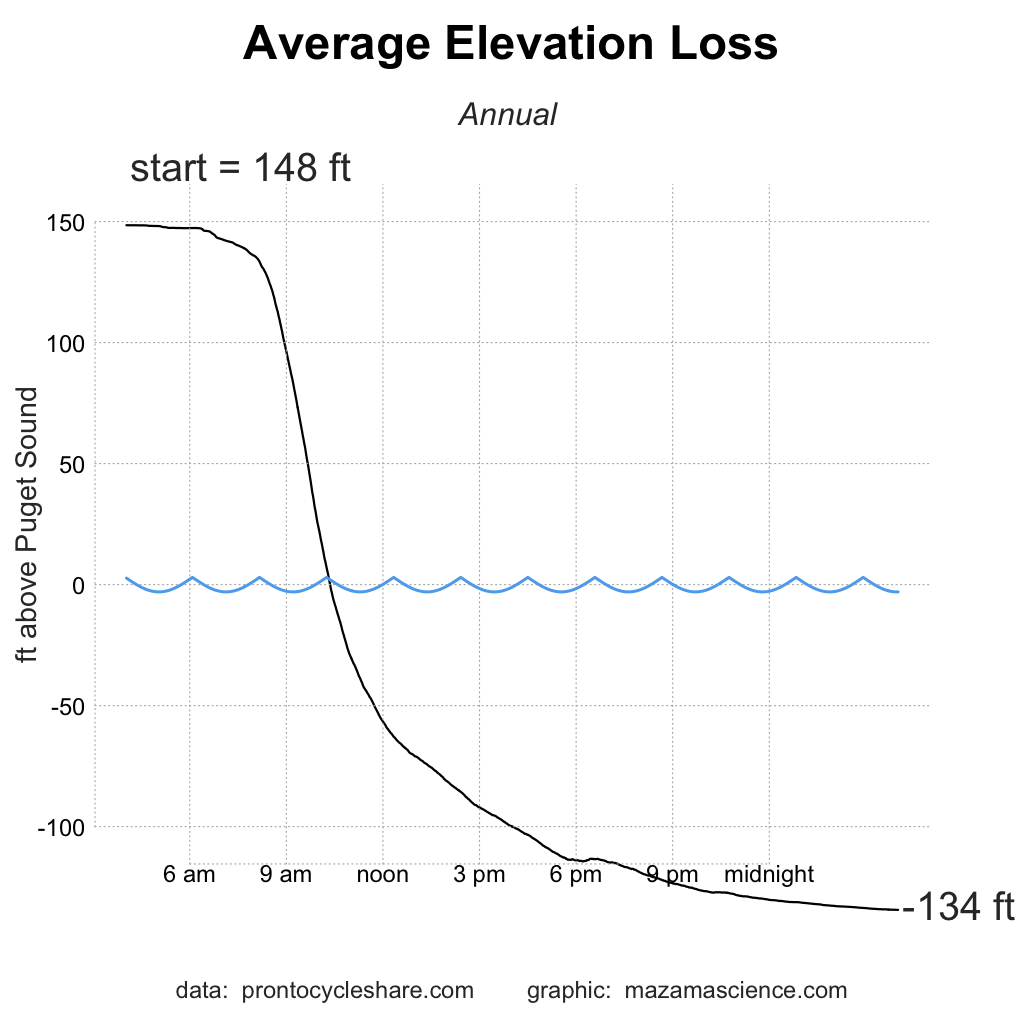 Average Elevation Loss
Annual
start = 148 ft
ft above Puget Sound
150
100
50
0
-50
-100
6 am 9 am noon 3 pm 6 pm 9 pm midnight
-134 ft
data: prontocycleshare.com graphic: mazamascience.com